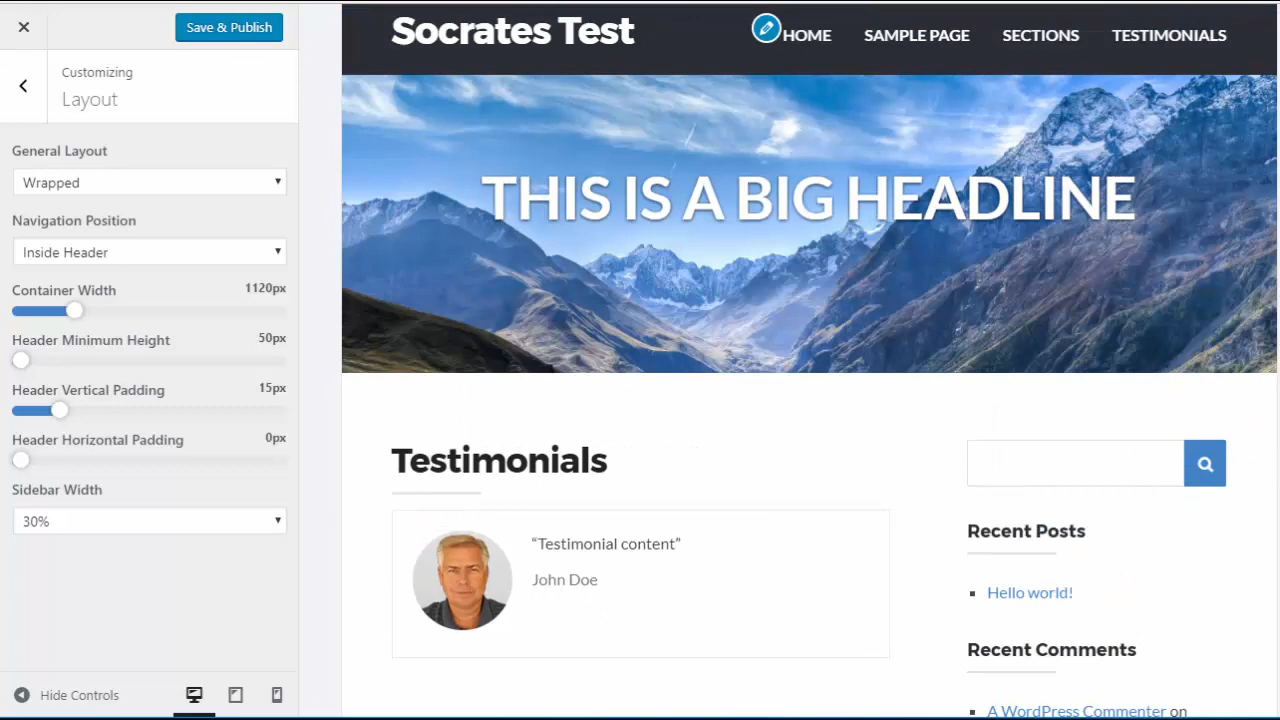 Save & Publish
Customizing
Layout
General Layout
Wrapped
Navigation Position
Inside Header
Container Width 1120px
Header Minimum Height 50px
Header Vertical Padding 15px
Header Horizontal Padding 0px
Sidebar Width
30%
Hide Controls
Socrates Test
HOME SAMPLE PAGE SECTIONS TESTIMONIALS
THIS IS A BIG HEADLINE
Testimonials
“Testimonial content”
John Doe
Recent Posts
Hello world!
Recent Comments
A WordPress Commenter on